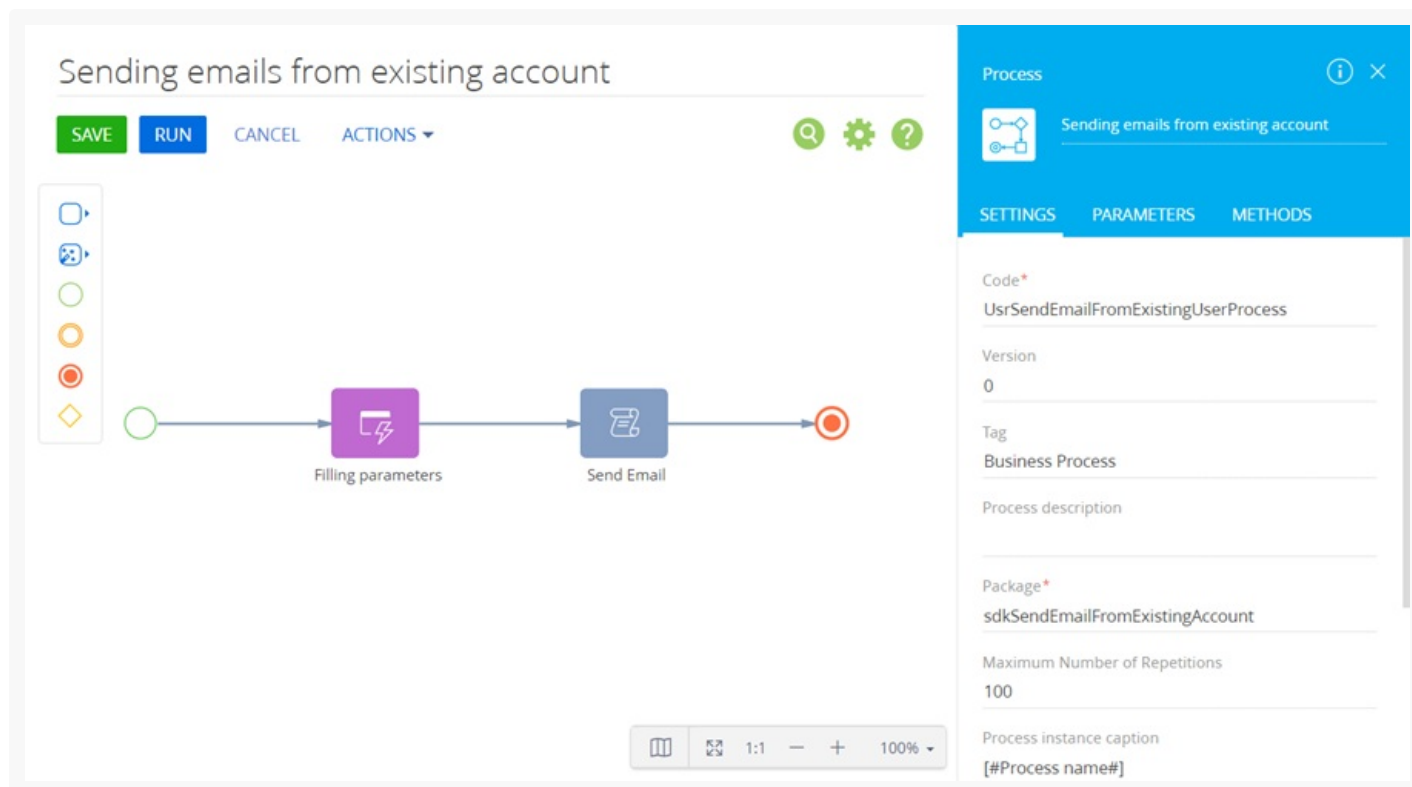 Sending emails from existing account
SAVE RUN CANCEL ACTIONS
?
Filling parameters
Send Email
1:1 — + 100%
Process
i ×
Sending emails from existing account
SETTINGS PARAMETERS METHODS
Code*
UsrSendEmailFromExistingUserProcess
Version
0
Tag
Business Process
Process description
Package*
sdkSendEmailFromExistingAccount
Maximum Number of Repetitions
100
Process instance caption
[#Process name#]